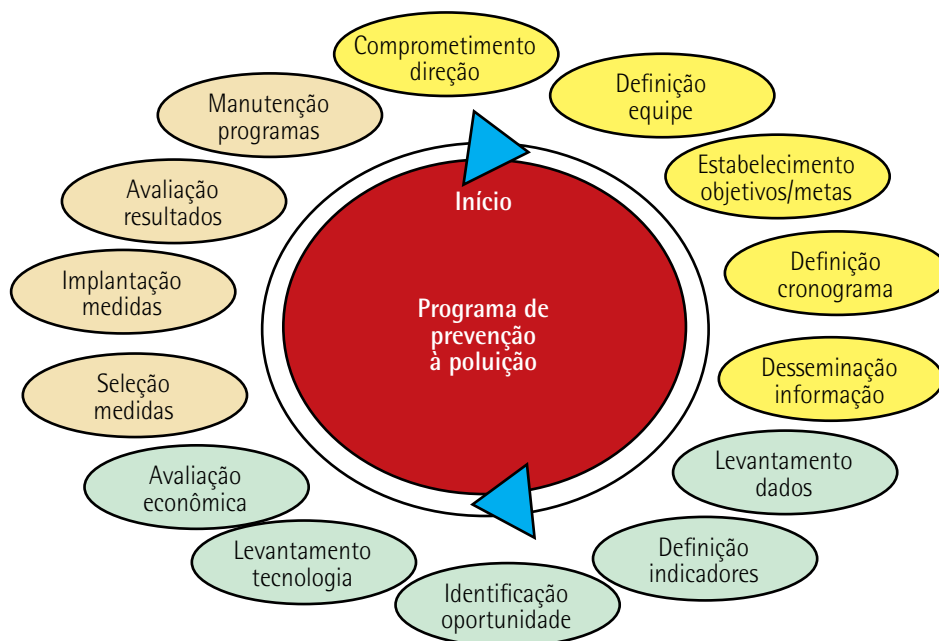 Comprometimento
direção
Definição
equipe
Estabelecimento
objetivos/metas
Definição
cronograma
Desseminação
informação
Levantamento
dados
Definição
indicadores
Identificação
oportunidade
Levantamento
tecnologia
Avaliação
econômica
Seleção
medidas
Implantação
medidas
Avaliação
resultados
Manutenção
programas
Início
Programa de
prevenção
à poluição